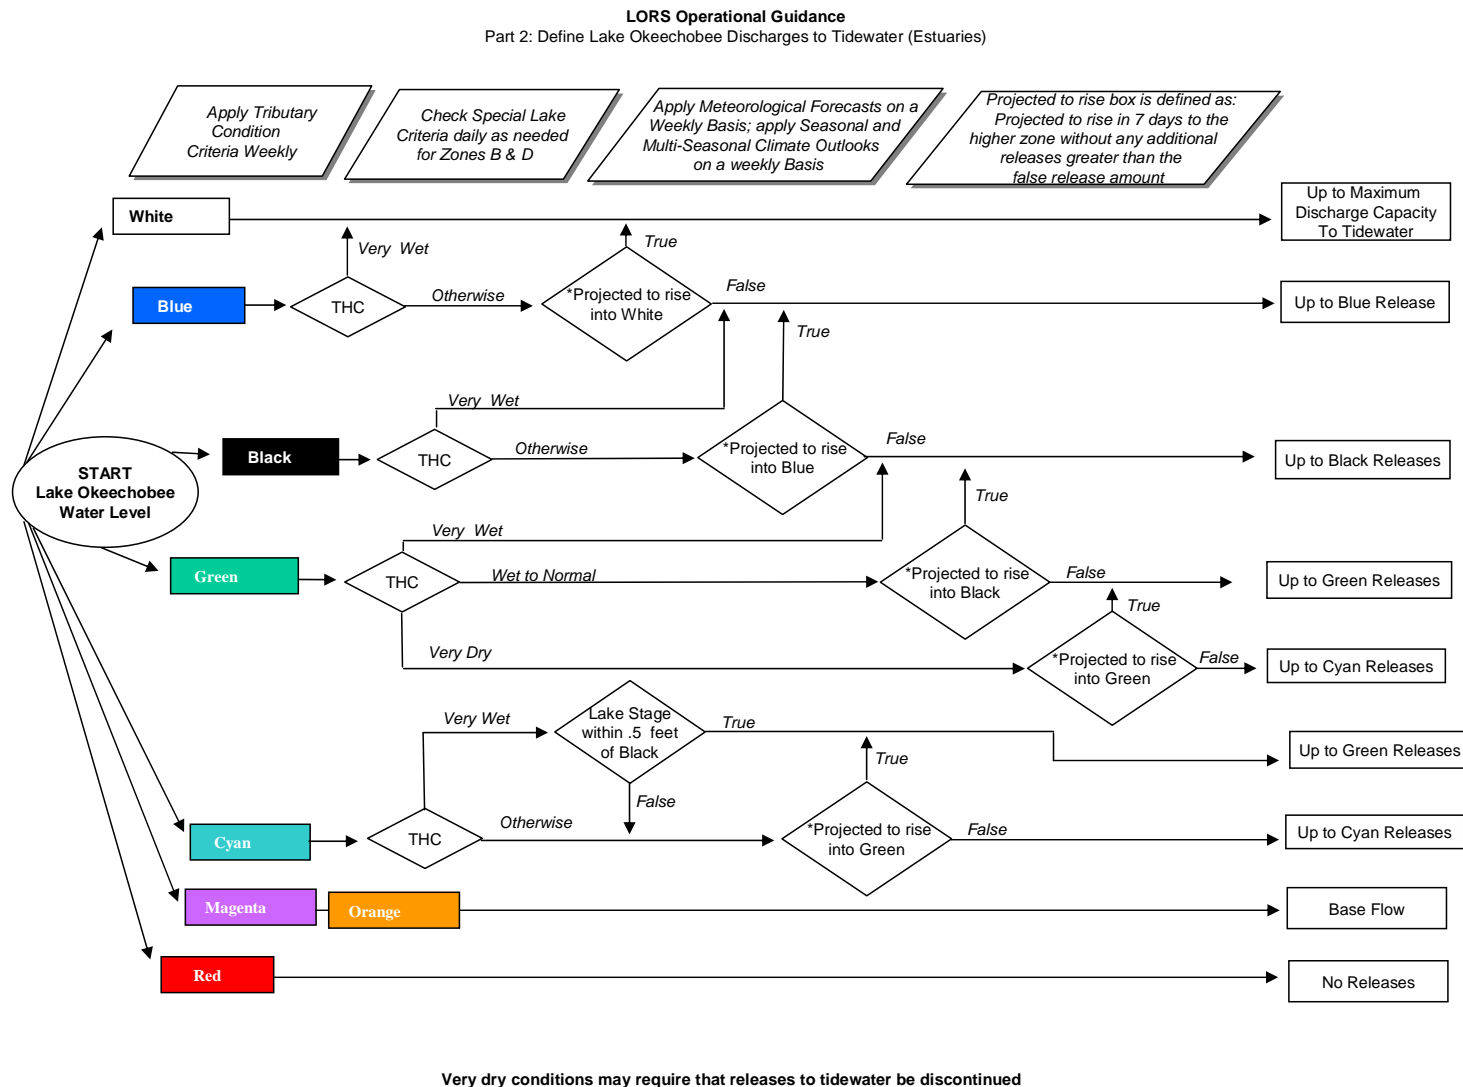 LORS Operational Guidance
Part 2: Define Lake Okeechobee Discharges to Tidewater (Estuaries)
Apply Tributary
Condition
Criteria Weekly
Check Special Lake
Criteria daily as needed
for Zones B & D
Apply Meteorological Forecasts on a
Weekly Basis; apply Seasonal and
Multi-Seasonal Climate Outlooks
on a weekly Basis
Projected to rise box is defined as:
Projected to rise in 7 days to the
higher zone without any additional
releases greater than the
false release amount
White
Up to Maximum
Discharge Capacity
To Tidewater
Very Wet
True
Blue
THC
Otherwise
*Projected to rise
into White
False
Up to Blue Release
True
Very Wet
Black
THC
Otherwise
*Projected to rise
into Blue
False
Up to Black Releases
START
Lake Okeechobee
Water Level
True
Very Wet
Green
THC
Wet to Normal
*Projected to rise
into Black
False
Up to Green Releases
True
Very Dry
*Projected to rise
into Green
False
Up to Cyan Releases
Very Wet
Lake Stage
within .5 feet
of Black
True
Up to Green Releases
True
False
Cyan
THC
Otherwise
*Projected to rise
into Green
False
Up to Cyan Releases
Magenta
Orange
Base Flow
Red
No Releases
Very dry conditions may require that releases to tidewater be discontinued